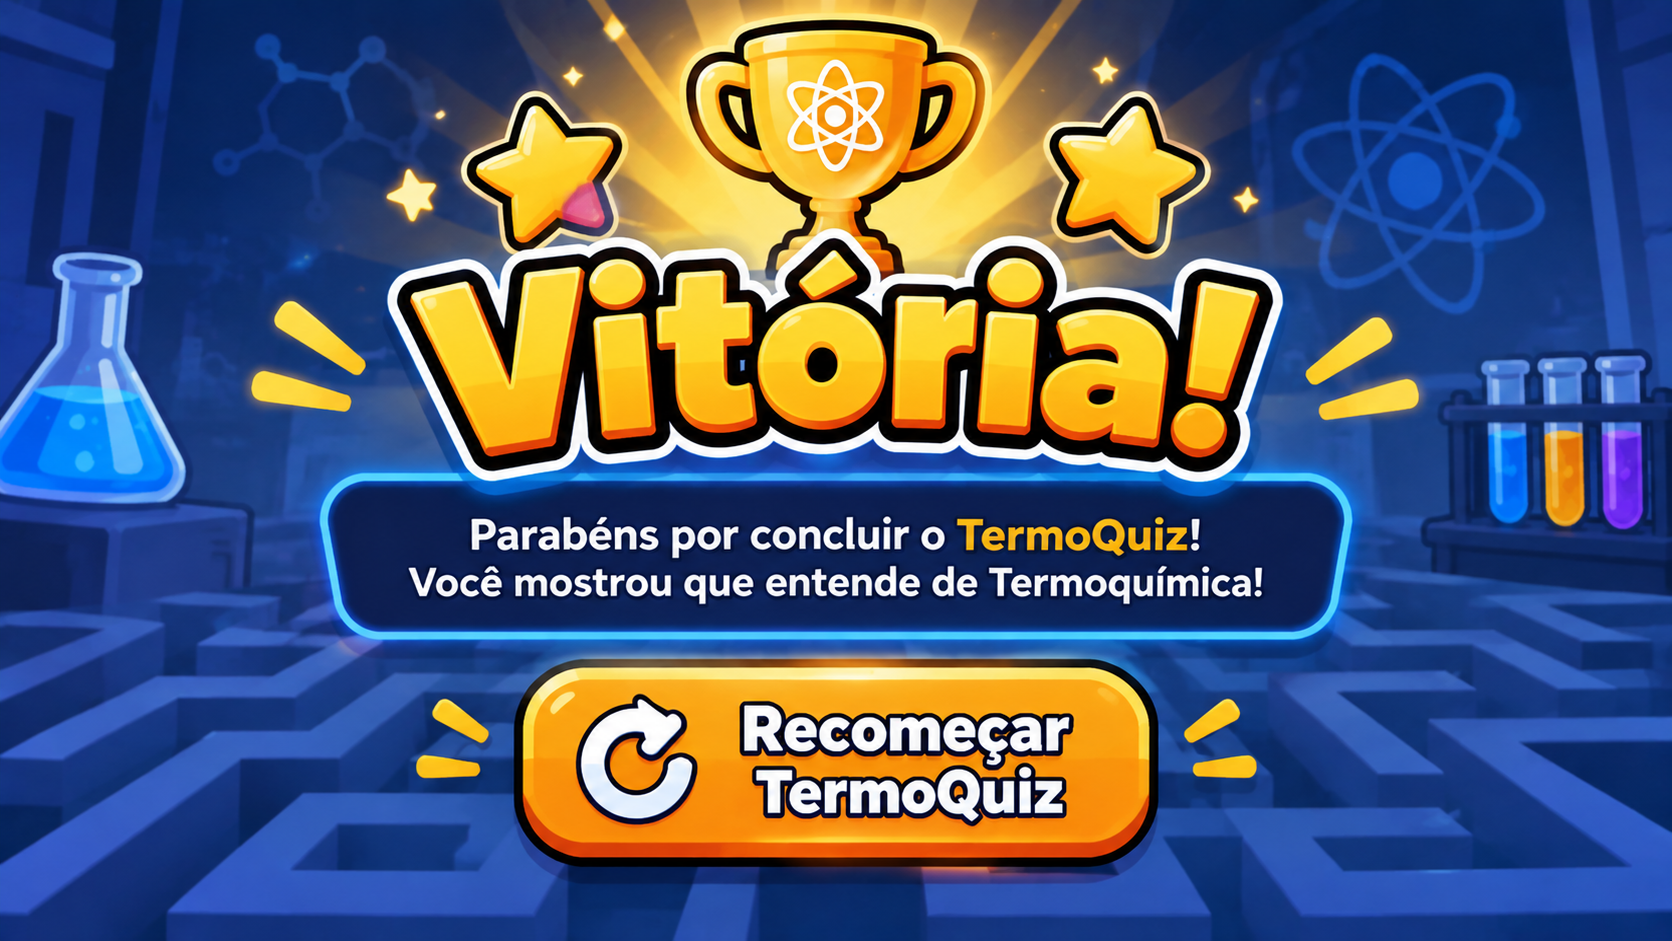 Vitória!
Parabéns por concluir o TermoQuiz!
Você mostrou que entende de Termoquímica!
Recomeçar
TermoQuiz